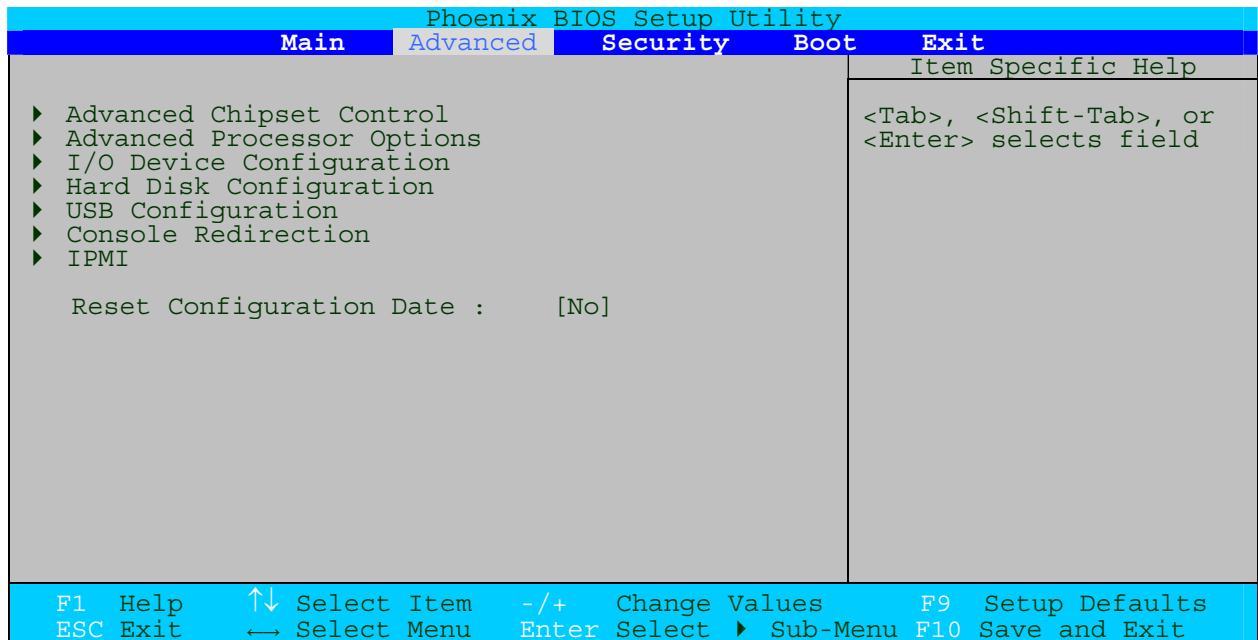 Phoenix BIOS Setup Utility
Main Advanced Security Boot Exit
Item Specific Help
Advanced Chipset Control
Advanced Processor Options
I/O Device Configuration
Hard Disk Configuration
USB Configuration
Console Redirection
IPMI
Reset Configuration Date : [No]
<Tab>, <Shift-Tab>, or
<Enter> selects field
F1 Help ↑↓ Select Item -/+ Change Values F9 Setup Defaults
ESC Exit ←→ Select Menu Enter Select ▶ Sub-Menu F10 Save and Exit